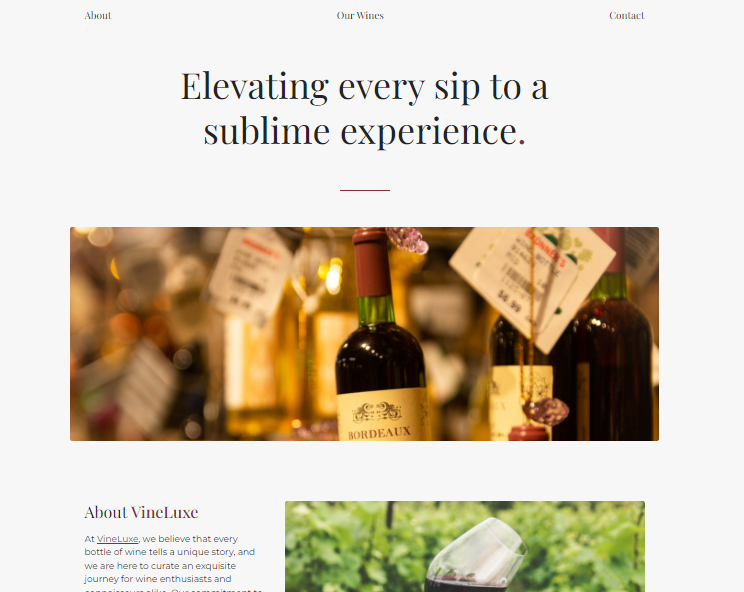 About
Our Wines
Contact
Elevating every sip to a
sublime experience.
BORDEAUX
$6.99
About VineLuxe
At VineLuxe, we believe that every
bottle of wine tells a unique story, and
we are here to curate an exquisite
journey for wine enthusiasts and